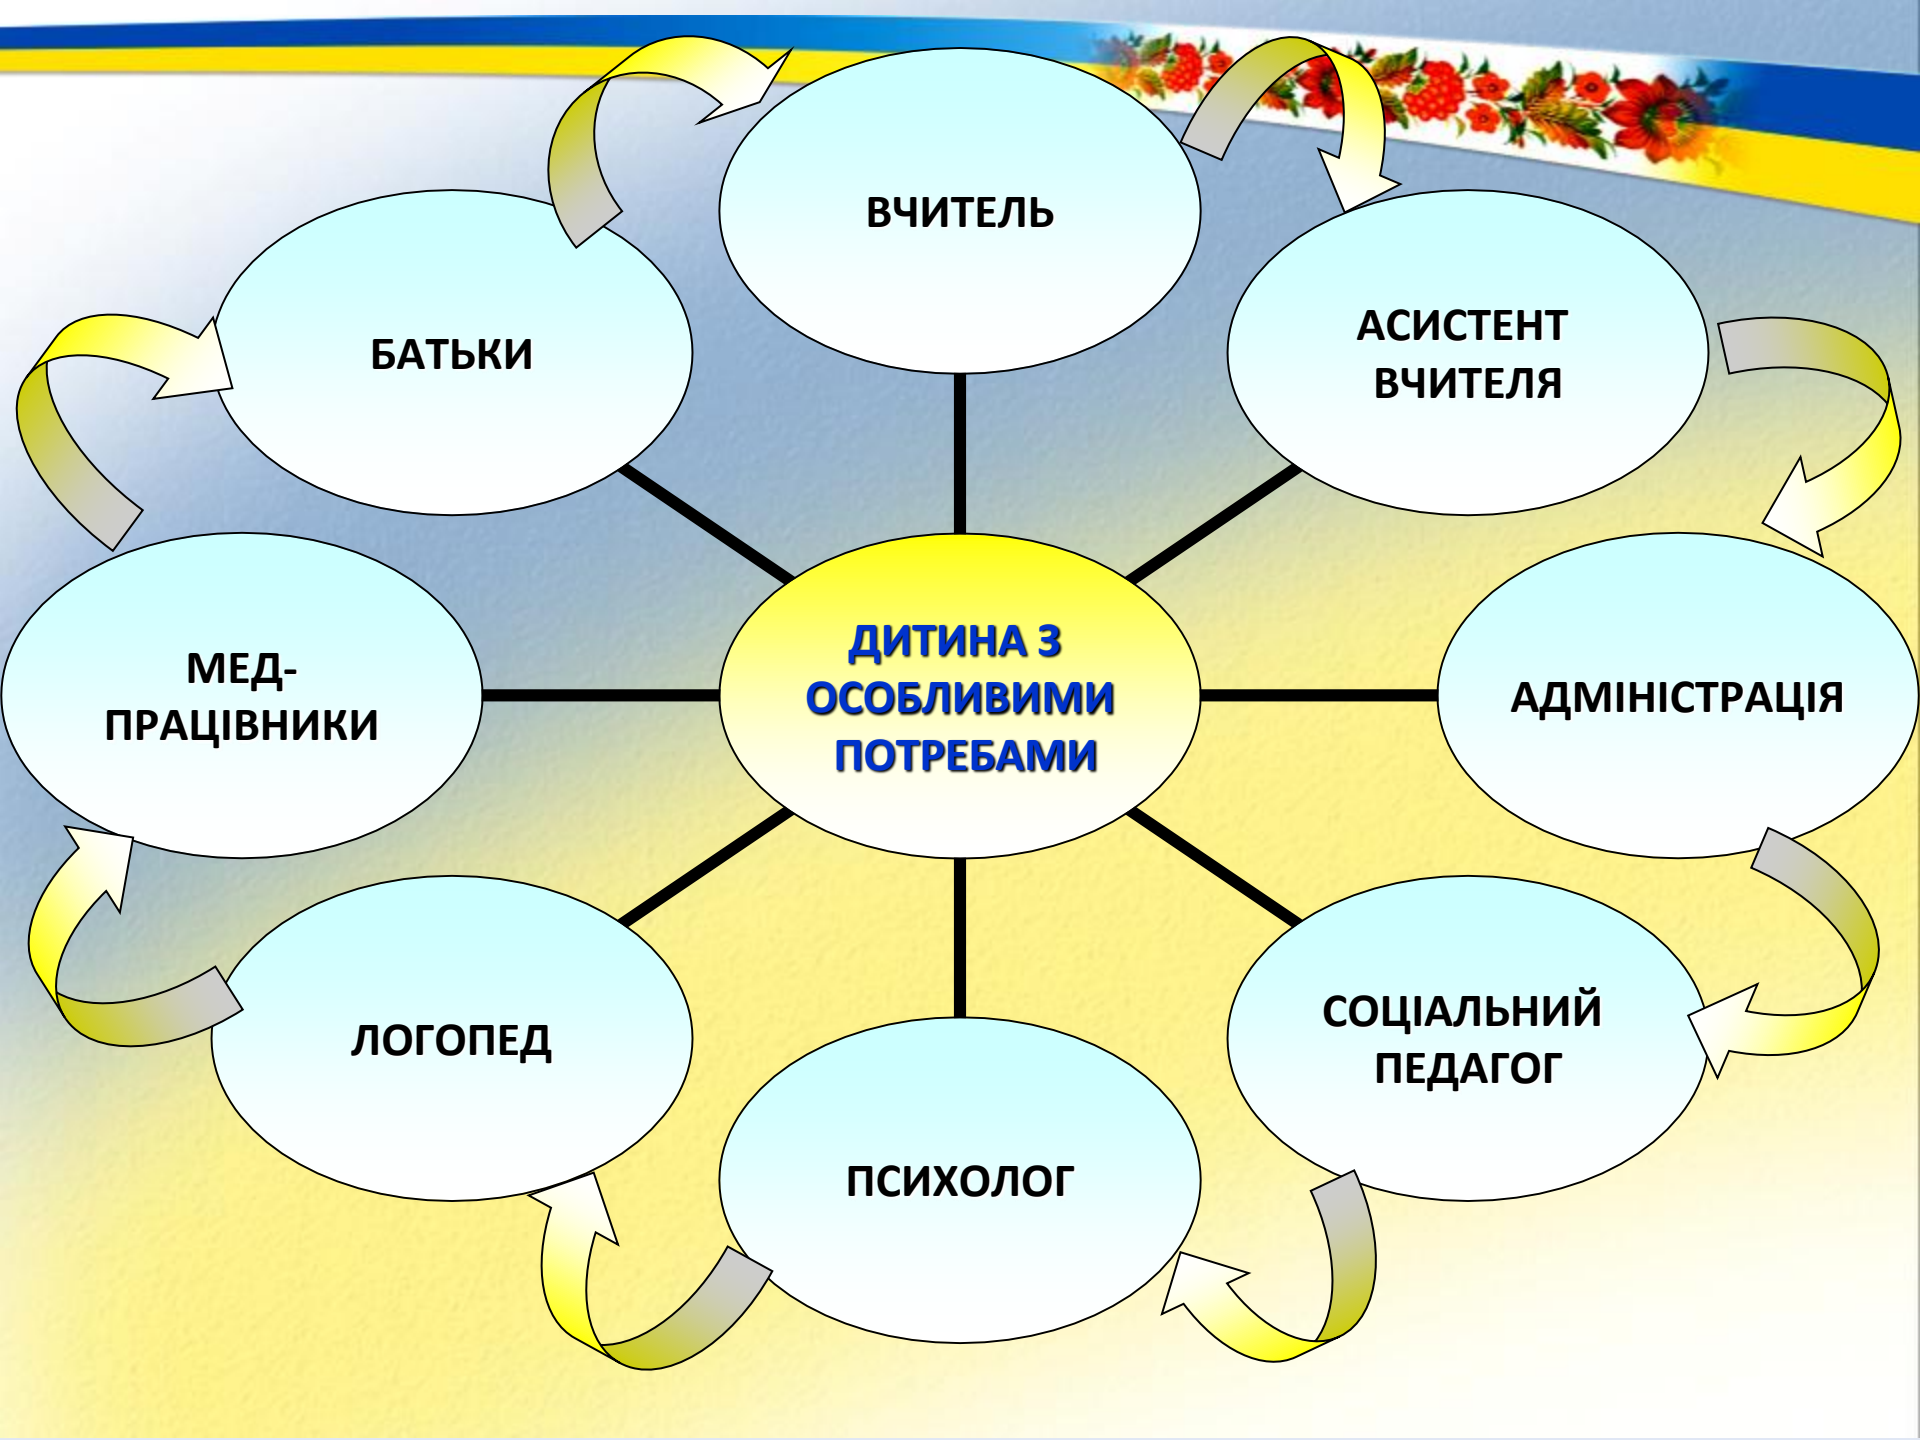 ВЧИТЕЛЬ
АСИСТЕНТ
ВЧИТЕЛЯ
БАТЬКИ
ДИТИНА З
ОСОБЛИВИМИ
ПОТРЕБАМИ
МЕД-
ПРАЦІВНИКИ
АДМІНІСТРАЦІЯ
ЛОГОПЕД
СОЦІАЛЬНИЙ
ПЕДАГОГ
ПСИХОЛОГ